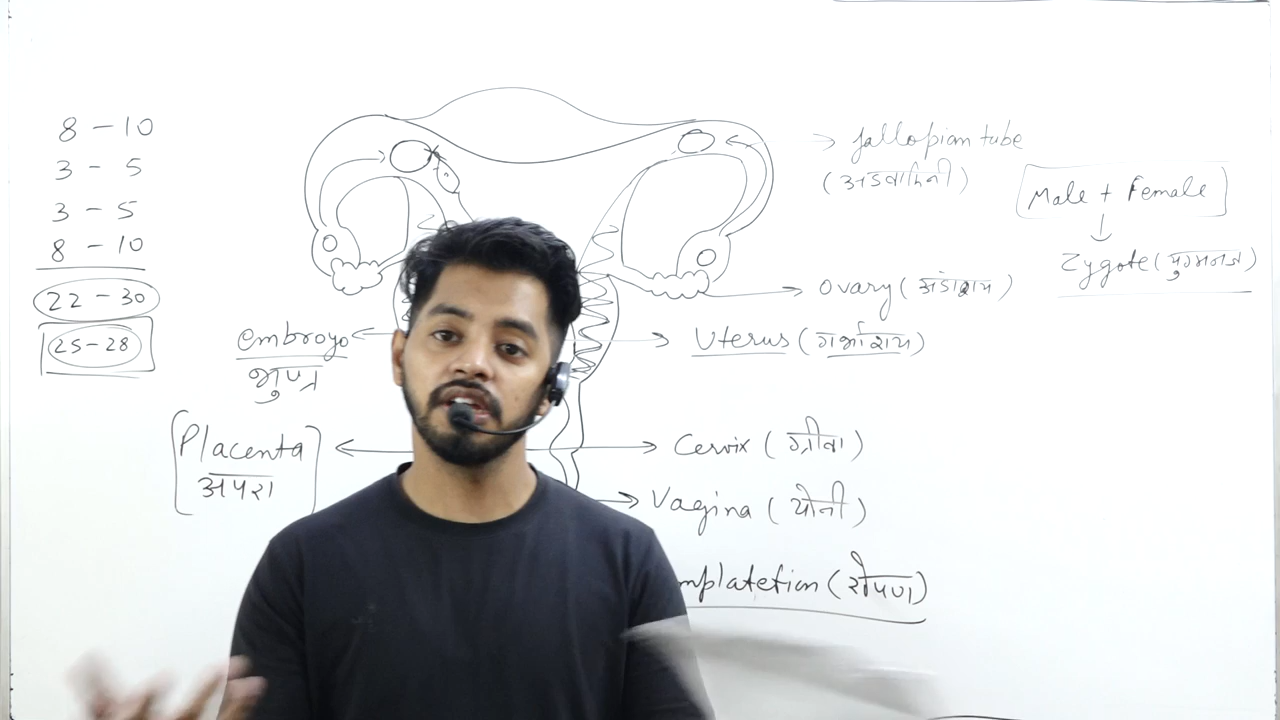 8 - 10
3 - 5
3 - 5
8 - 10
22 - 30
25 - 28
embroyo
भ्रुण
Placenta
अपरा
fallopian tube
(अंडवाहिनी)
Male + Female
Zygote (युग्मनज)
Ovary (अंडाशय)
Uterus (गर्भाशय)
Cervix (ग्रीवा)
Vagina (योनी)
mplatetion (रोपण)